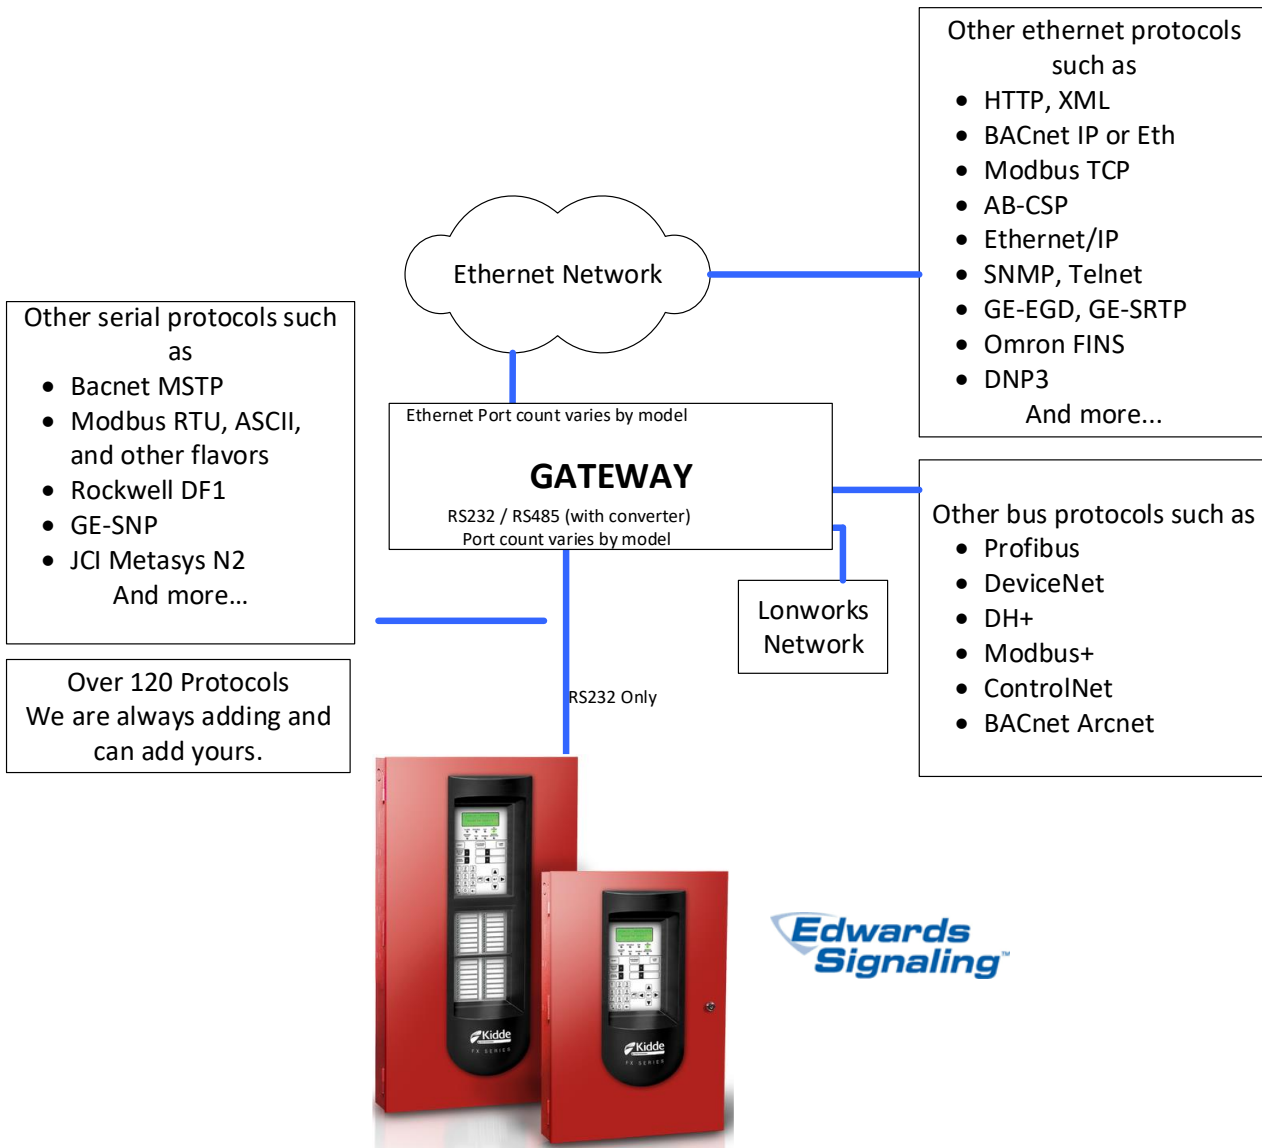 Other ethernet protocols
such as
• HTTP, XML
• BACnet IP or Eth
• Modbus TCP
• AB-CSP
• Ethernet/IP
• SNMP, Telnet
• GE-EGD, GE-SRTP
• Omron FINS
• DNP3
And more...
Ethernet Network
Other serial protocols such
as
• Bacnet MSTP
• Modbus RTU, ASCII,
and other flavors
• Rockwell DF1
• GE-SNP
• JCI Metasys N2
And more...
Ethernet Port count varies by model
GATEWAY
RS232 / RS485 (with converter)
Port count varies by model
Other bus protocols such as
• Profibus
• DeviceNet
• DH+
• Modbus+
• ControlNet
• BACnet Arcnet
Lonworks
Network
Over 120 Protocols
We are always adding and
can add yours.
RS232 Only
Edwards
Signaling™
Kidde
FX SERIES
Kidde
FX SERIES